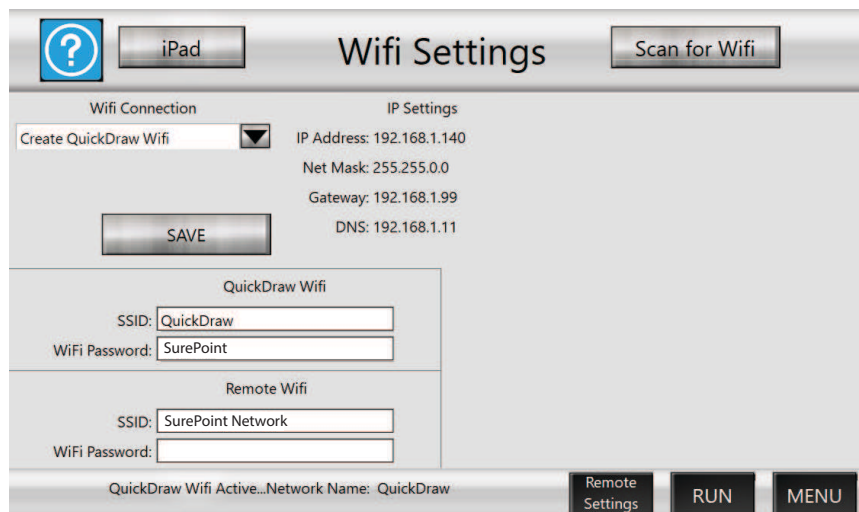 ?
iPad
Wifi Settings
Scan for Wifi
Wifi Connection
Create QuickDraw Wifi
SAVE
IP Settings
IP Address: 192.168.1.140
Net Mask: 255.255.0.0
Gateway: 192.168.1.99
DNS: 192.168.1.11
QuickDraw Wifi
SSID: QuickDraw
WiFi Password: SurePoint
Remote Wifi
SSID: SurePoint Network
WiFi Password:
QuickDraw Wifi Active...Network Name: QuickDraw
Remote
Settings
RUN
MENU